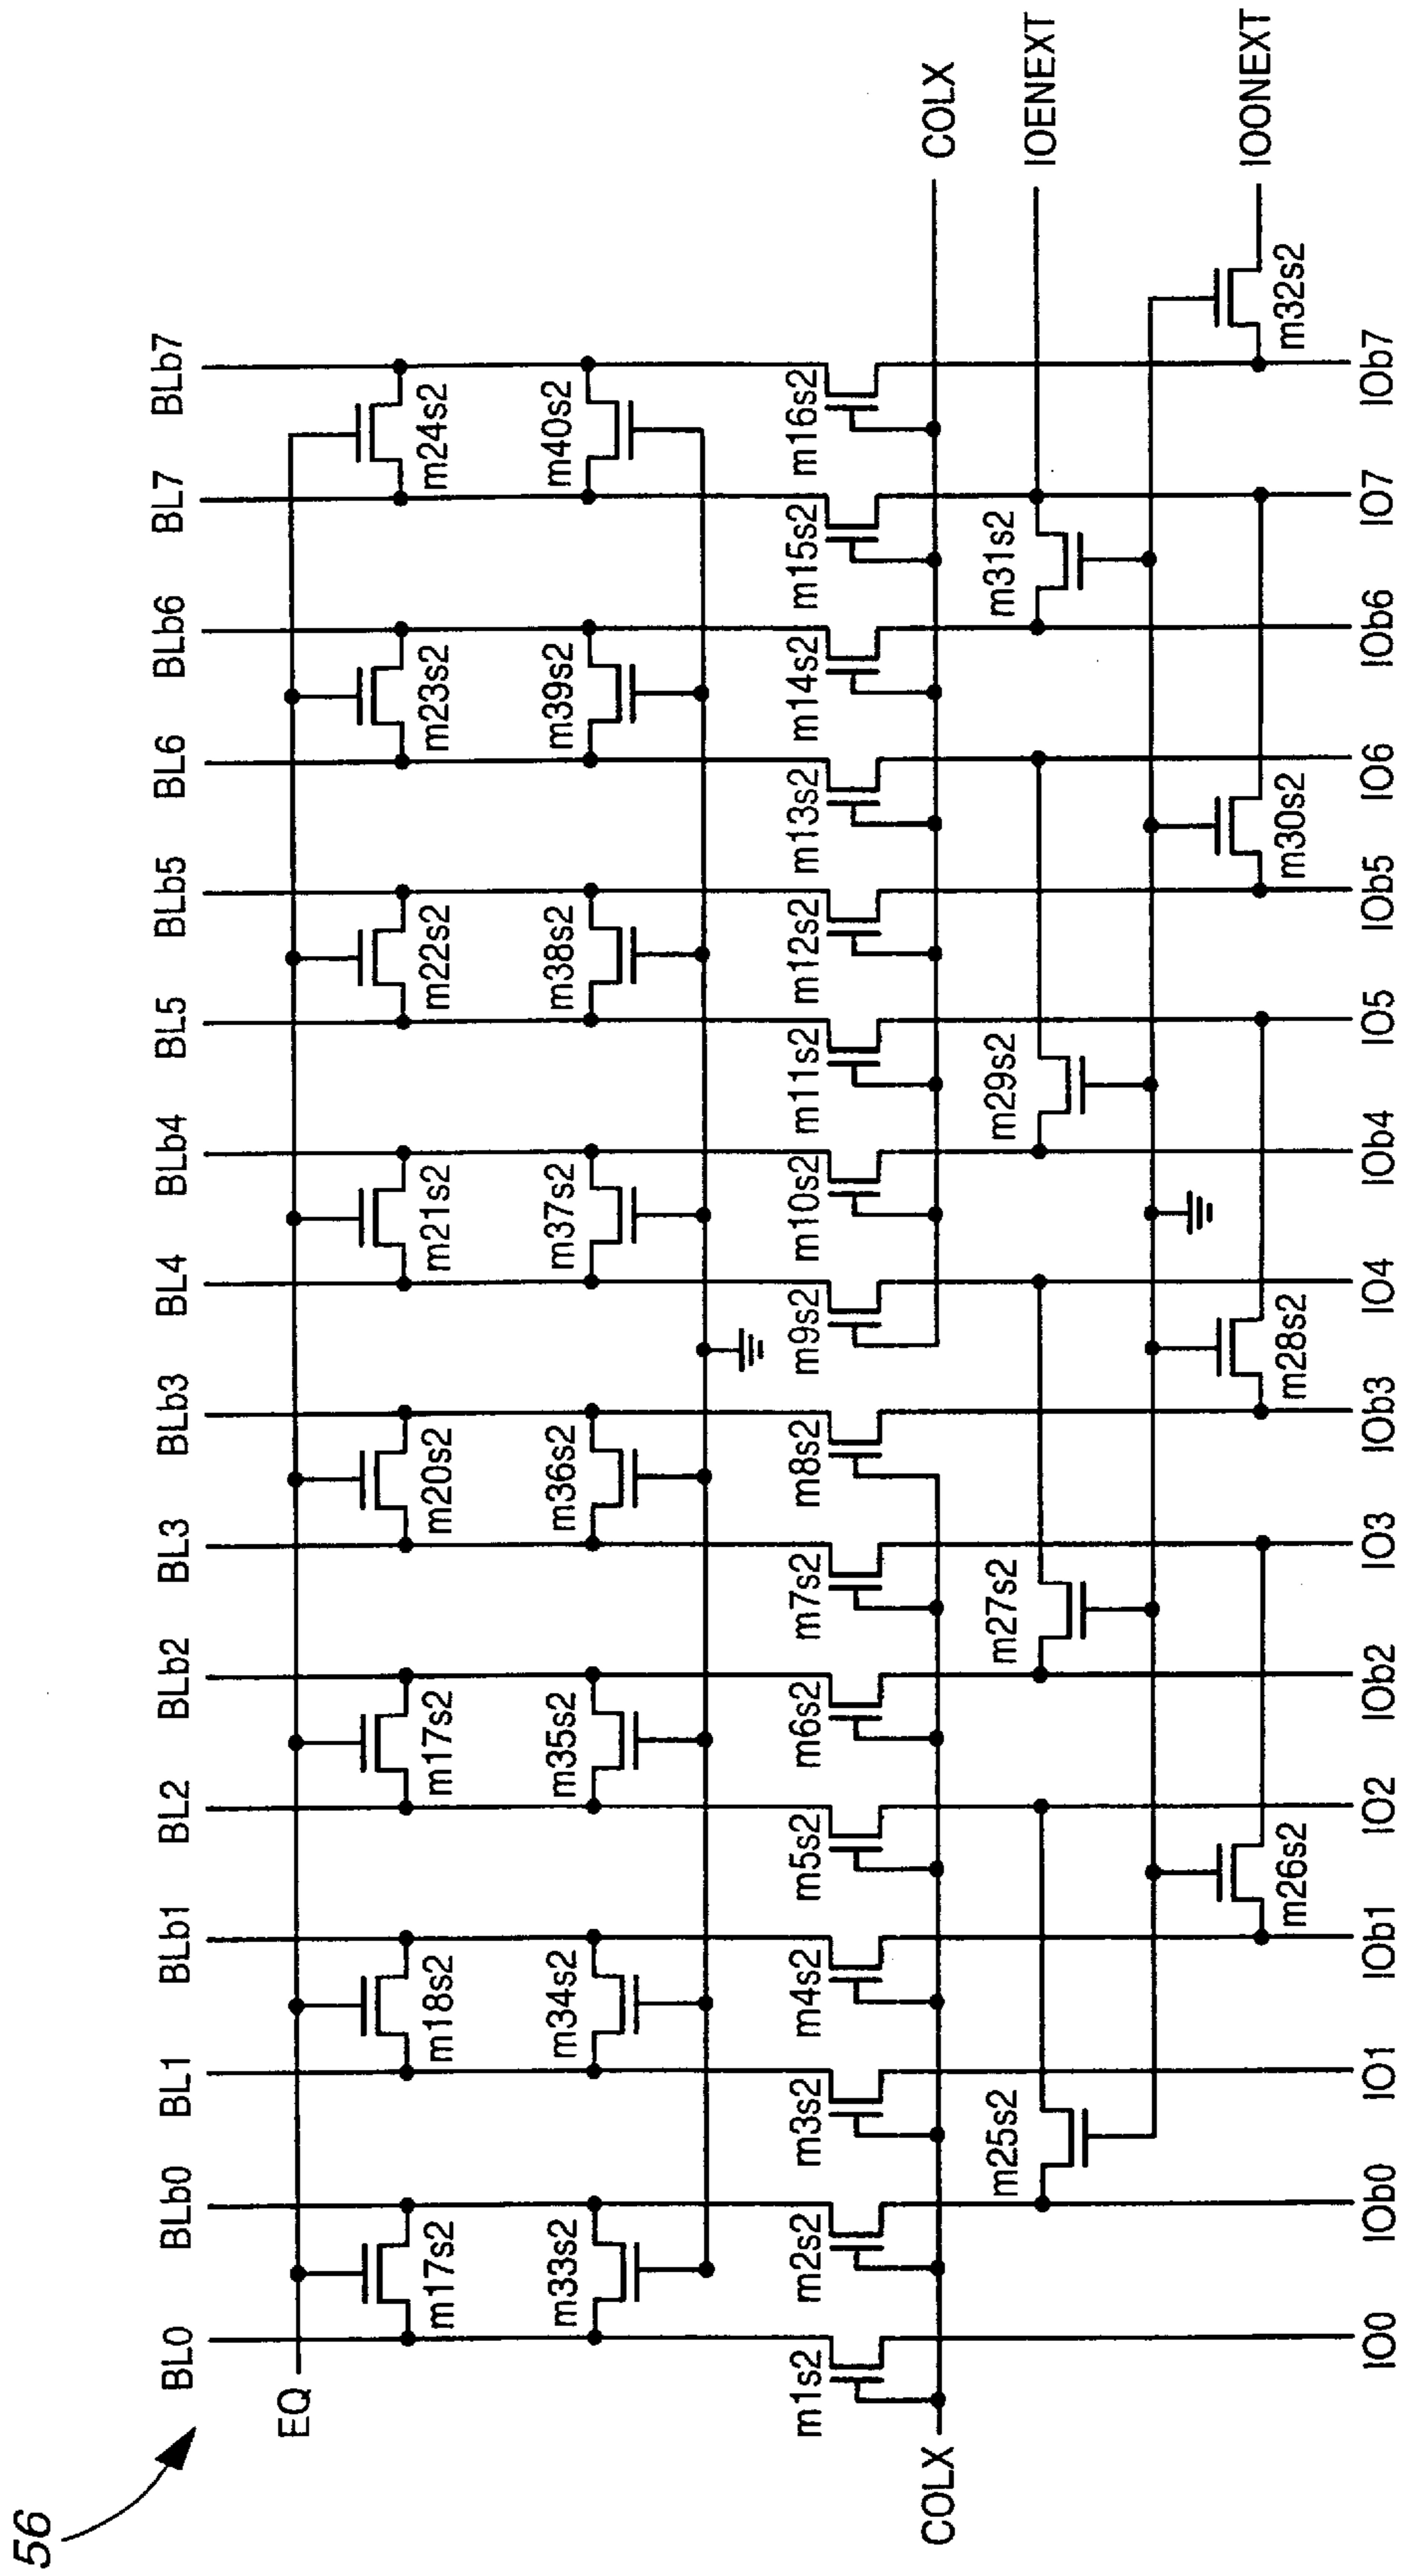 56
BL0 BLb0 BL1 BLb1 BL2 BLb2 BL3 BLb3 BL4 BLb4 BL5 BLb5 BL6 BLb6 BL7 BLb7
EQ
m17s2 m18s2 m17s2 m20s2 m21s2 m22s2 m23s2 m24s2
m33s2 m34s2 m35s2 m36s2 m37s2 m38s2 m39s2 m40s2
m1s2 m2s2 m3s2 m4s2 m5s2 m6s2 m7s2 m8s2 m9s2 m10s2 m11s2 m12s2 m13s2 m14s2 m15s2 m16s2
COLX COLX
m25s2 m27s2 m29s2 m31s2 IOENEXT
m26s2 m28s2 m30s2 m32s2 IOONEXT
IO0 IOb0 IO1 IOb1 IO2 IOb2 IO3 IOb3 IO4 IOb4 IO5 IOb5 IO6 IOb6 IO7 IOb7